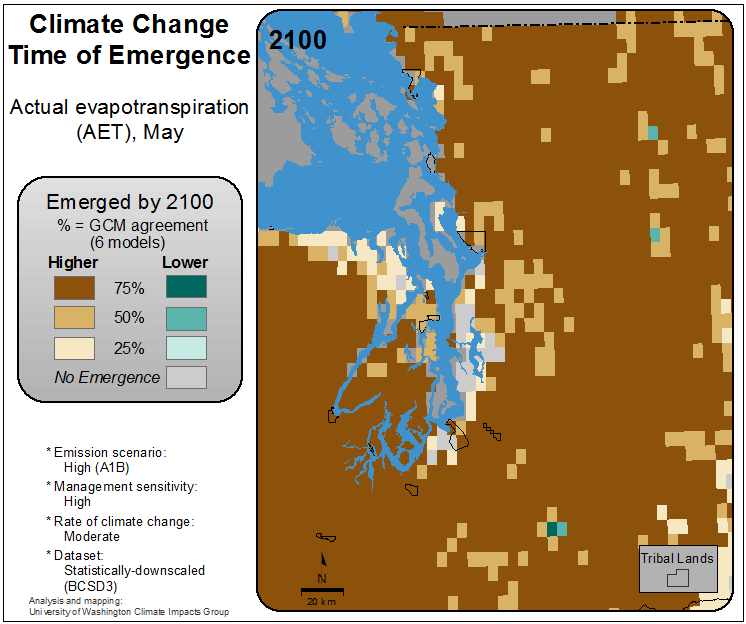 Climate Change
Time of Emergence
Actual evapotranspiration
(AET), May
Emerged by 2100
% = GCM agreement
(6 models)
Higher Lower
75%
50%
25%
No Emergence
* Emission scenario:
High (A1B)
* Management sensitivity:
High
* Rate of climate change:
Moderate
* Dataset:
Statistically-downscaled
(BCSD3)
Analysis and mapping:
University of Washington Climate Impacts Group
2100
N
20 km
Tribal Lands